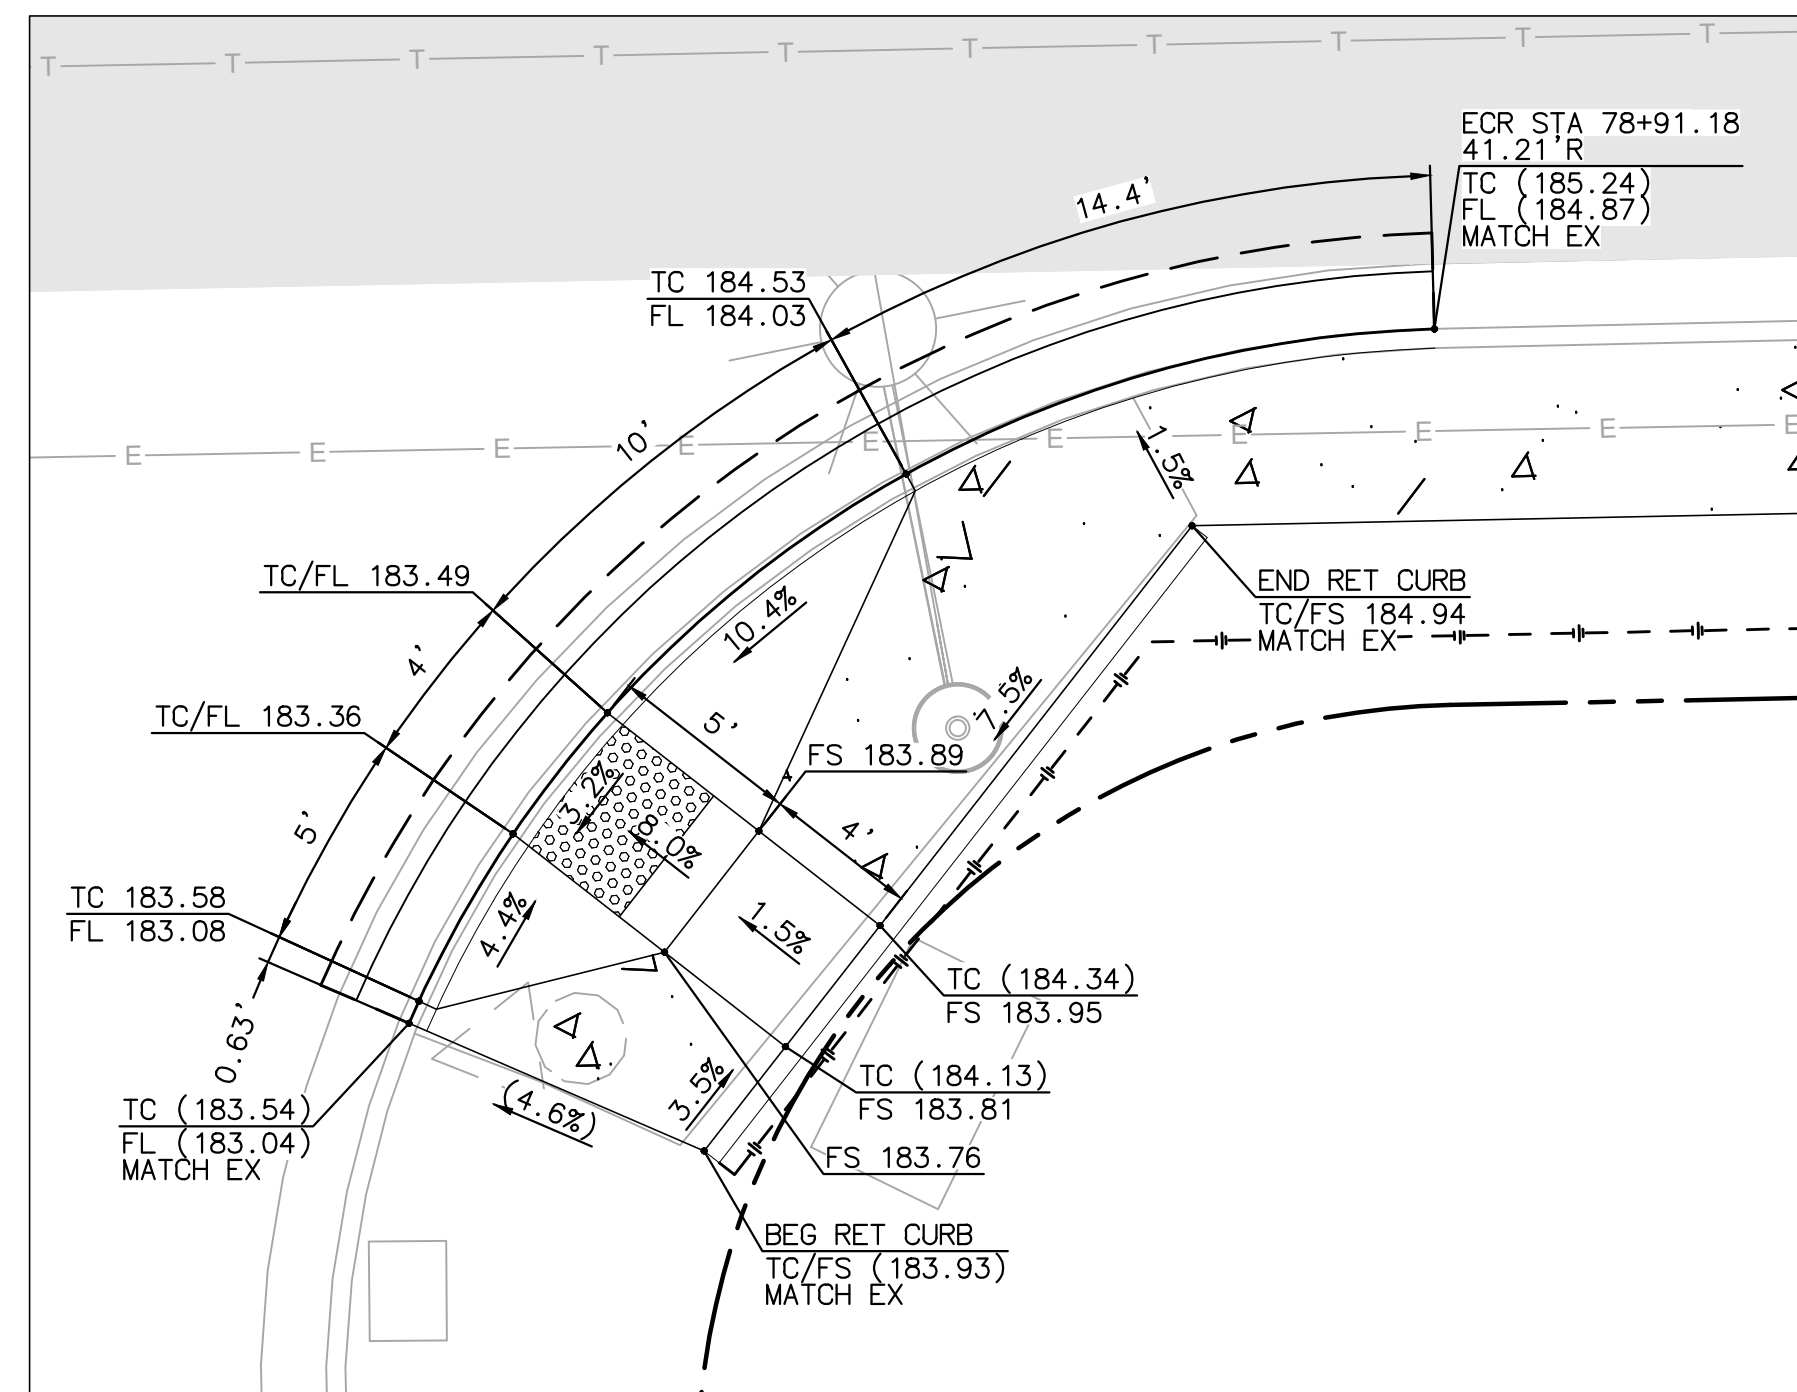 T T T T T T T T T T
ECR STA 78+91.18
41.21'R
TC (185.24)
FL (184.87)
MATCH EX
14.4'
TC 184.53
FL 184.03
10'
E E E E E E E E E E
1.5%
TC/FL 183.49
END RET CURB
TC/FS 184.94
MATCH EX
10.4%
4'
7.5%
TC/FL 183.36
5'
FS 183.89
3.2%
8.0%
4'
5'
TC 183.58
FL 183.08
4.4%
1.5%
TC (184.34)
FS 183.95
0.63'
TC (184.13)
FS 183.81
3.5%
(4.6%)
TC (183.54)
FL (183.04)
MATCH EX
FS 183.76
BEG RET CURB
TC/FS (183.93)
MATCH EX